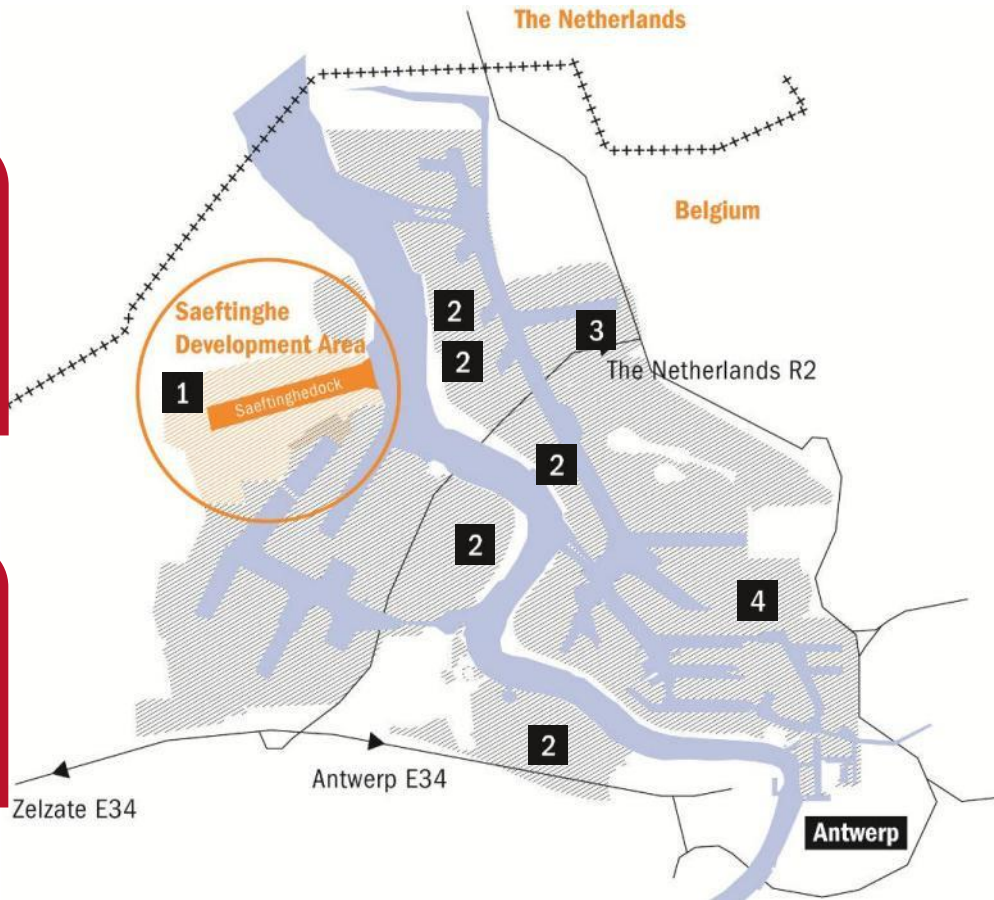 The Netherlands
Belgium
Saeftinghe
Development Area
2
3
2
The Netherlands R2
1
Saeftinghedock
2
2
4
2
Antwerp E34
Zelzate E34
Antwerp